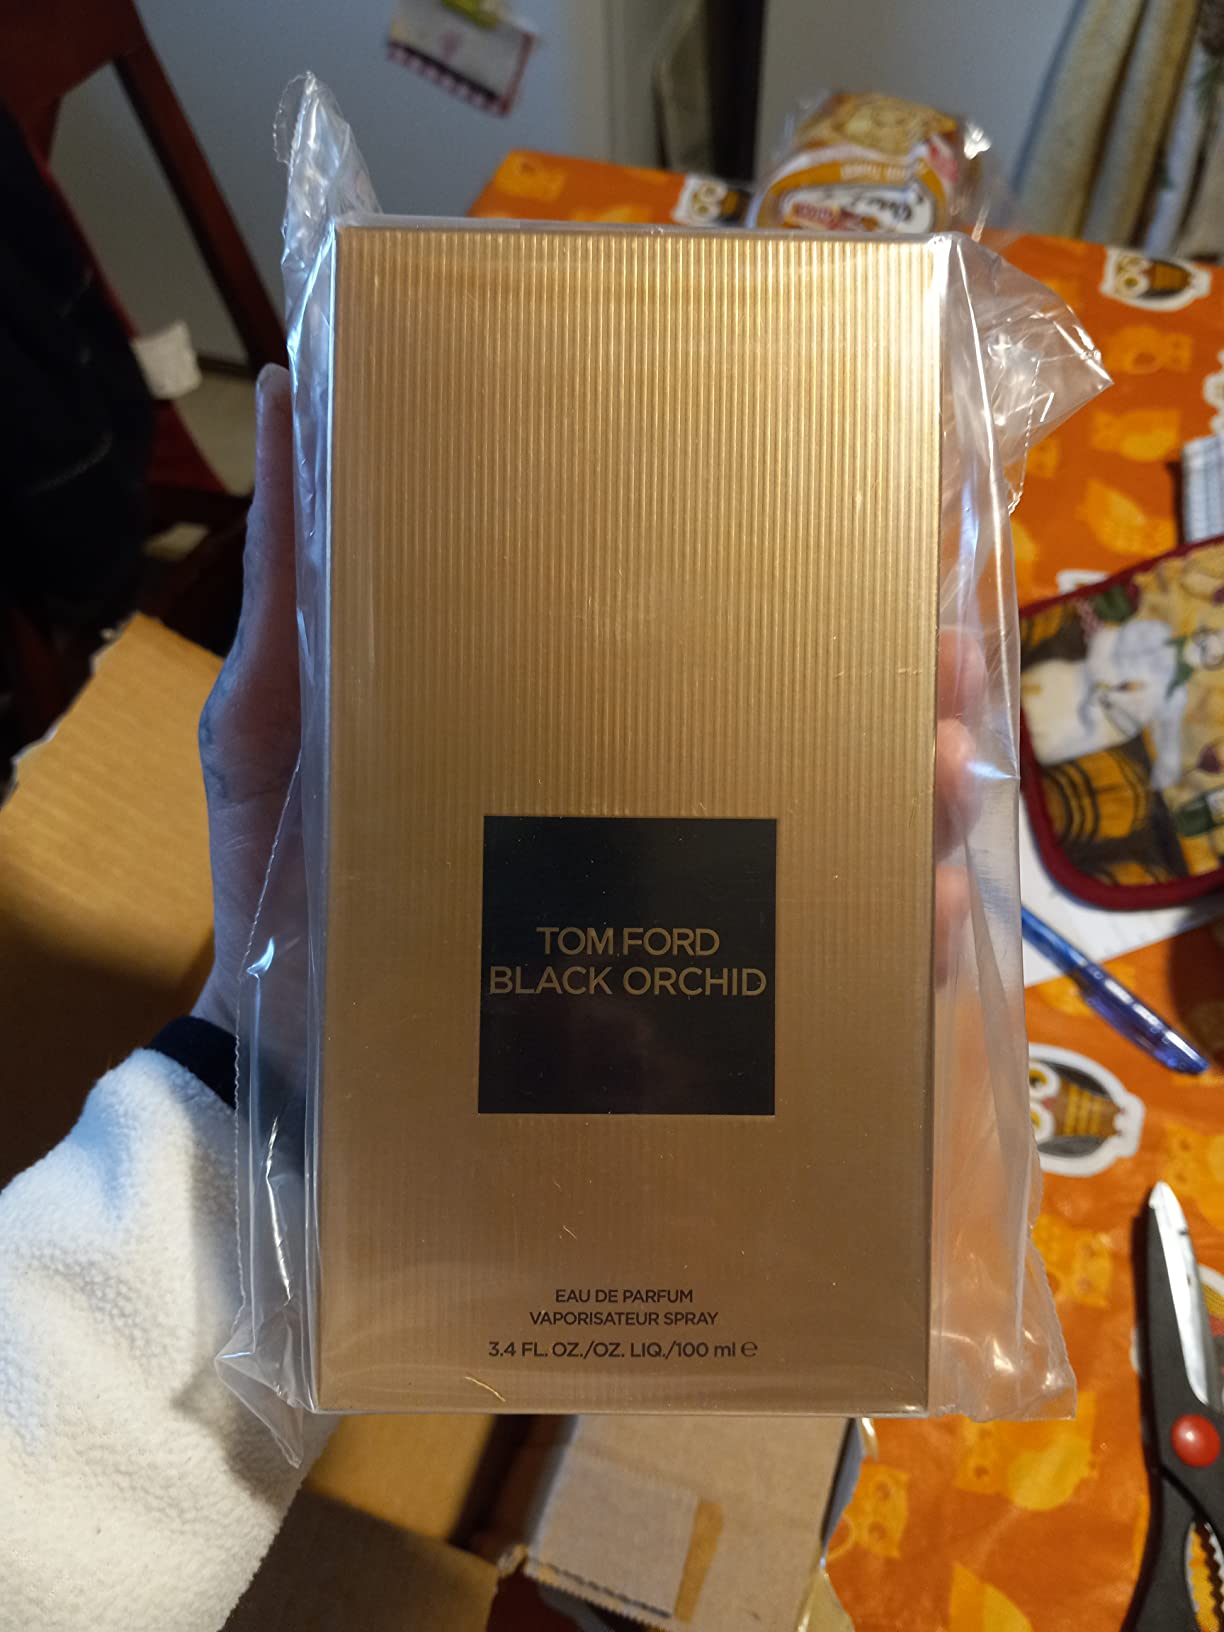 TOM FORD
BLACK ORCHID
EAU DE PARFUM
VAPORISATEUR SPRAY
3.4 FL. OZ./OZ. LIQ./100 ml ℮